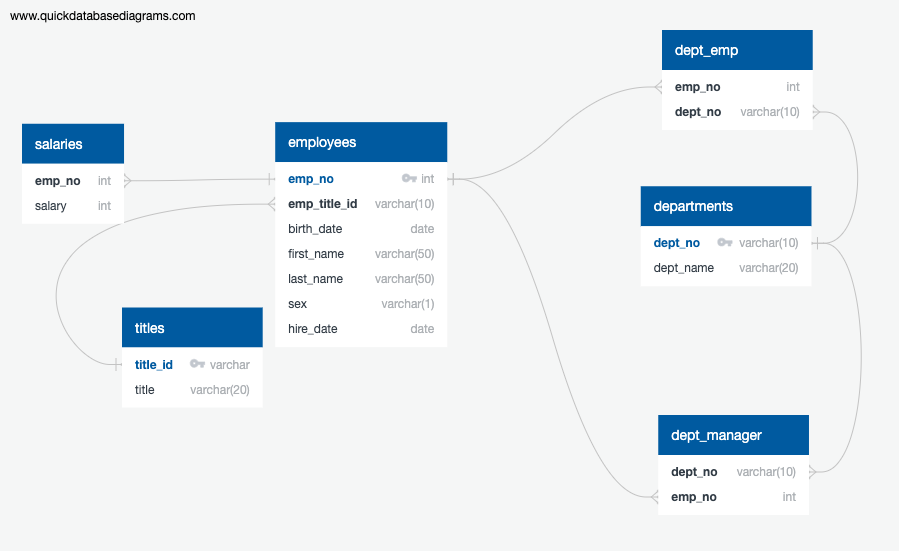 www.quickdatabasediagrams.com
salaries
emp_no int
salary int
employees
emp_no int
emp_title_id varchar(10)
birth_date date
first_name varchar(50)
last_name varchar(50)
sex varchar(1)
hire_date date
titles
title_id varchar
title varchar(20)
dept_emp
emp_no int
dept_no varchar(10)
departments
dept_no varchar(10)
dept_name varchar(20)
dept_manager
dept_no varchar(10)
emp_no int